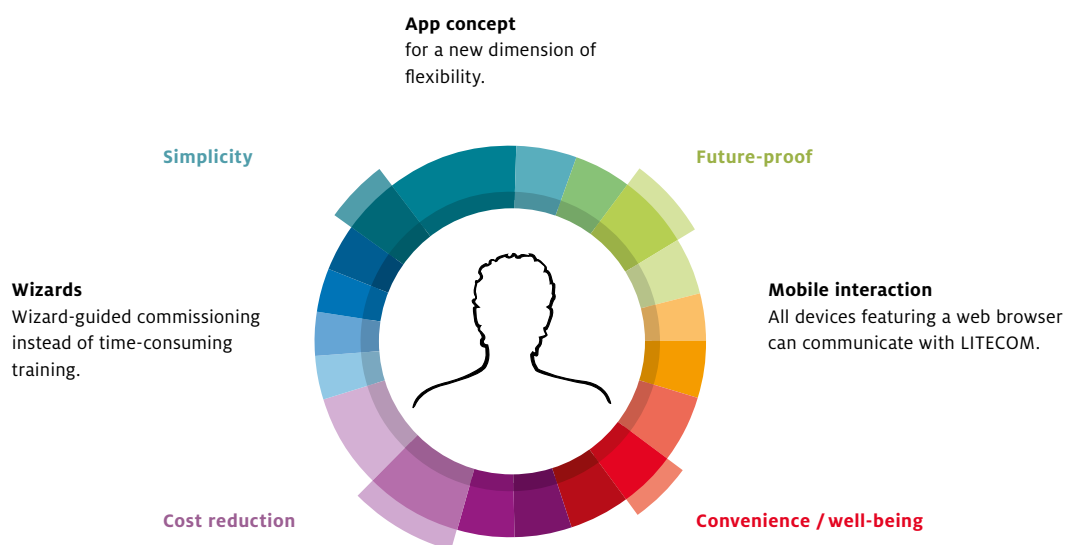 App concept
for a new dimension of
flexibility.
Simplicity
Future-proof
Wizards
Wizard-guided commissioning
instead of time-consuming
training.
Mobile interaction
All devices featuring a web browser
can communicate with LITECOM.
Cost reduction
Convenience / well-being